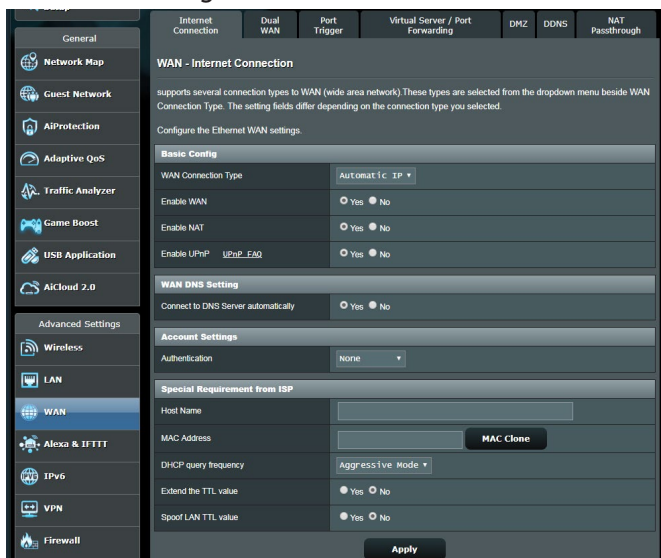 General
Network Map
Guest Network
AiProtection
Adaptive QoS
Traffic Analyzer
Game Boost
USB Application
AiCloud 2.0
Advanced Settings
Wireless
LAN
WAN
Alexa & IFTTT
IPv6
VPN
Firewall
Internet Connection
Dual WAN
Port Trigger
Virtual Server / Port Forwarding
DMZ
DDNS
NAT Passthrough
WAN - Internet Connection
supports several connection types to WAN (wide area network).These types are selected from the dropdown menu beside WAN
Connection Type. The setting fields differ depending on the connection type you selected.
Configure the Ethernet WAN settings.
Basic Config
WAN Connection Type Automatic IP
Enable WAN Yes No
Enable NAT Yes No
Enable UPnP UPnP FAQ Yes No
WAN DNS Setting
Connect to DNS Server automatically Yes No
Account Settings
Authentication None
Special Requirement from ISP
Host Name
MAC Address MAC Clone
DHCP query frequency Aggressive Mode
Extend the TTL value Yes No
Spoof LAN TTL value Yes No
Apply